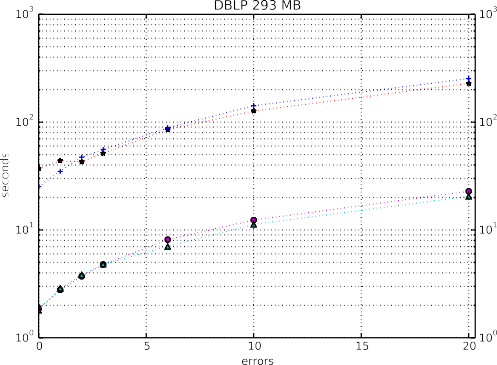 DBLP 293 MB
10³ 10³
10² 10²
seconds
10¹ 10¹
10⁰ 10⁰
0 5 10 15 20
errors